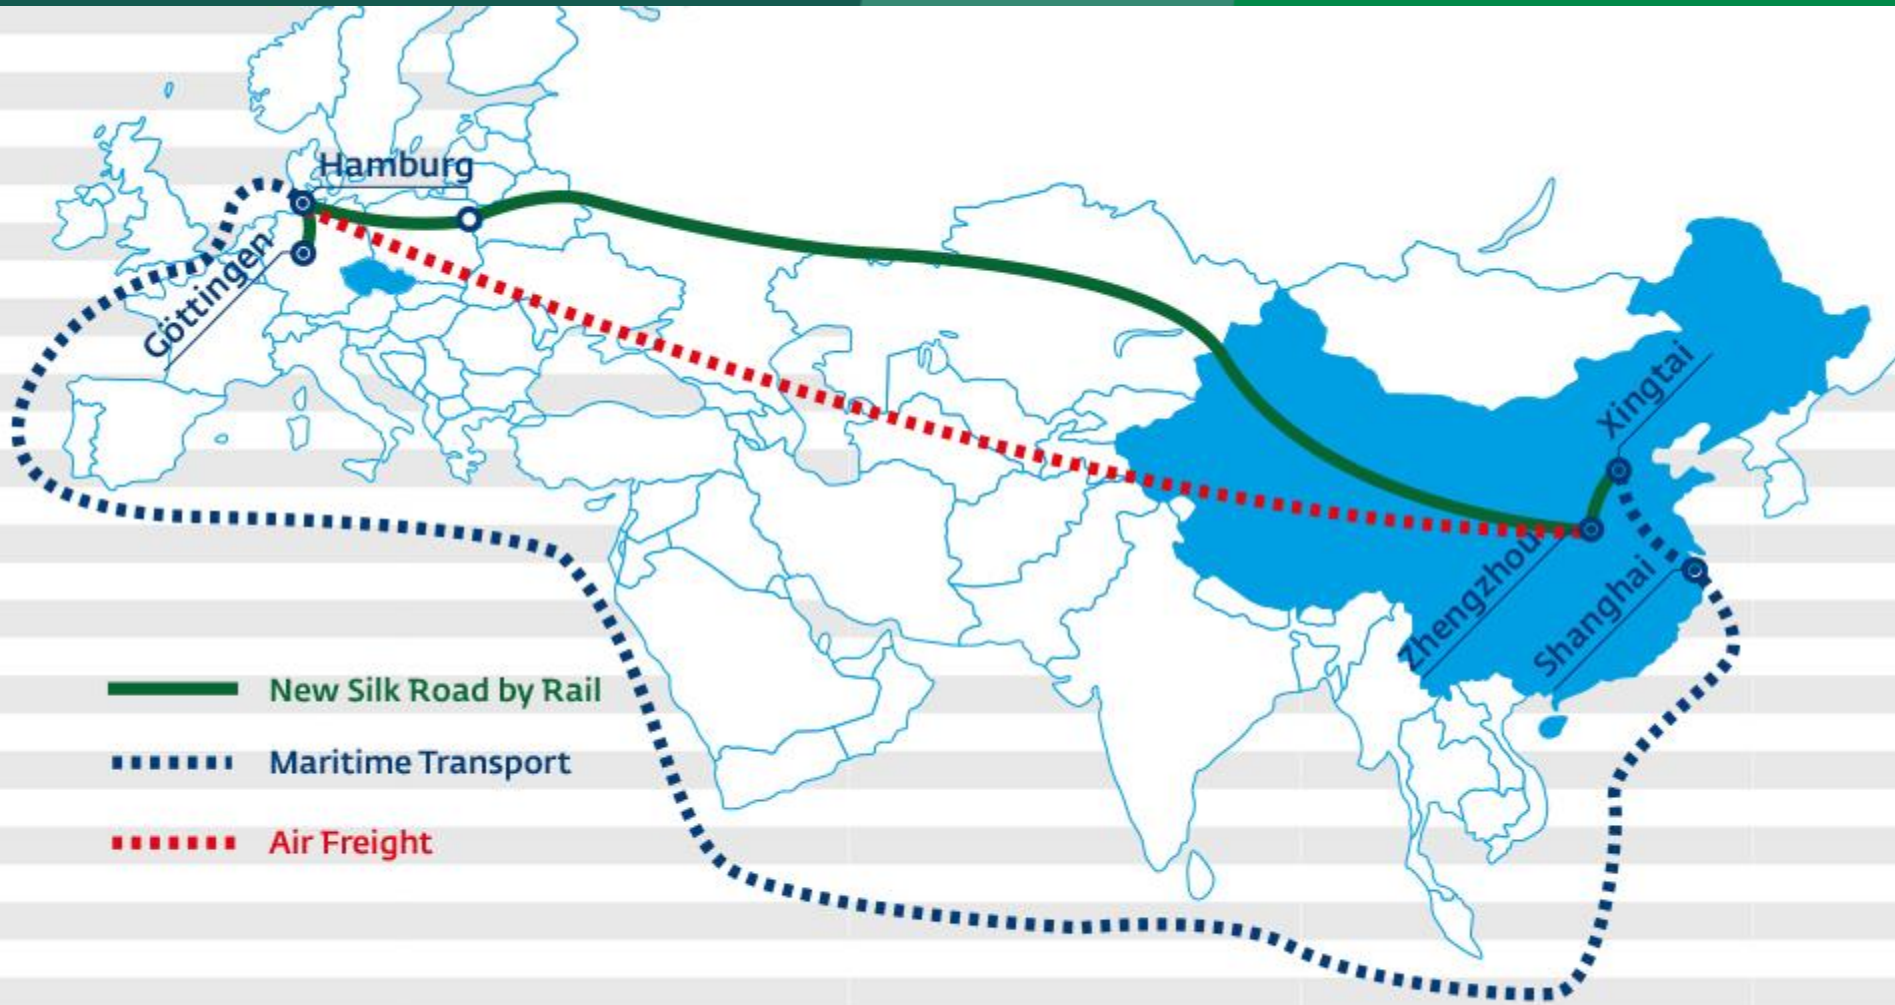 Hamburg
Göttingen
Xingtai
Zhengzhou
Shanghai
New Silk Road by Rail
Maritime Transport
Air Freight